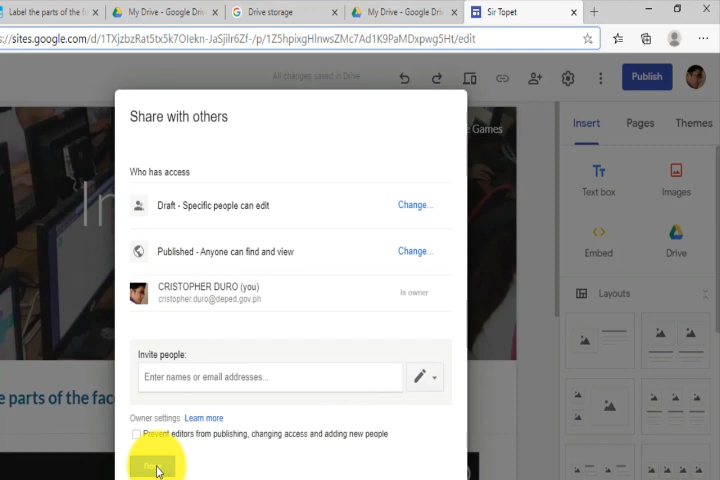 Label the parts of the f
My Drive - Google Driv
Drive storage
My Drive - Google Driv
Sir Topet
s://sites.google.com/d/1TXjzbzRat5tx5k7OIekn-JaSjilr6Zf-/p/1Z5hpixgHlnwsZMc7Ad1K9PaMDxpwg5Ht/edit
All changes saved in Drive
Publish
Share with others
e Games
Insert
Pages
Themes
Who has access
Draft - Specific people can edit
Change...
Text box
Images
Published - Anyone can find and view
Change...
Embed
Drive
CRISTOPHER DURO (you)
cristopher.duro@deped.gov.ph
Is owner
Layouts
In
Invite people:
Enter names or email addresses...
e parts of the fac
Owner settings Learn more
Prevent editors from publishing, changing access and adding new people